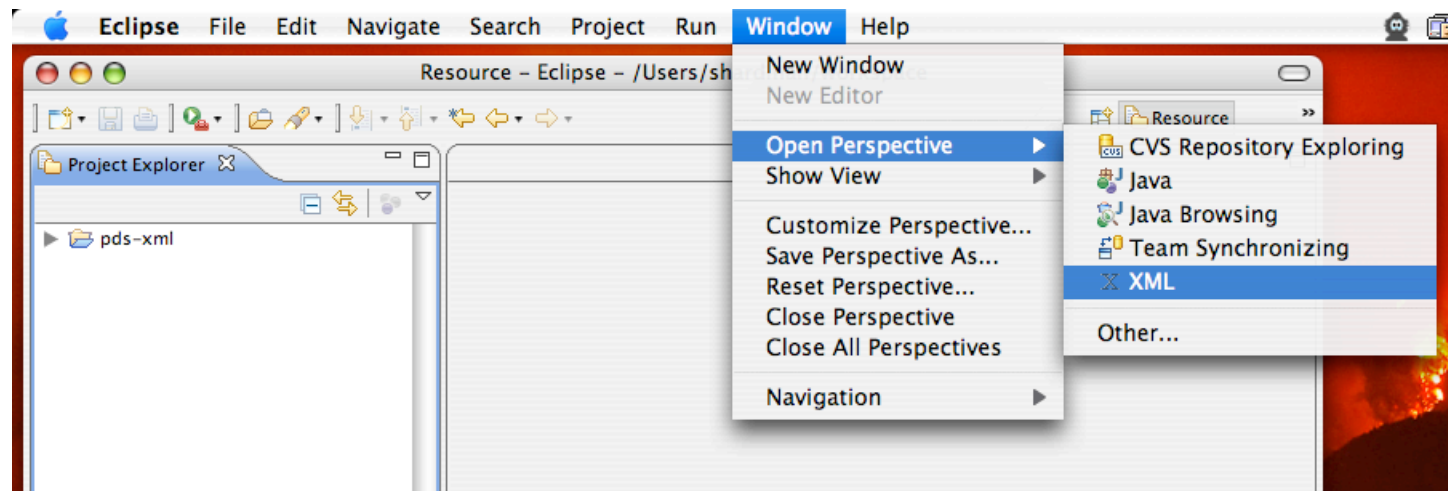 Eclipse File Edit Navigate Search Project Run Window Help
Resource – Eclipse – /Users/sh
New Window
New Editor
Resource
»
Project Explorer
Open Perspective
Show View
CVS Repository Exploring
Java
Java Browsing
Team Synchronizing
XML
Other...
pds-xml
Customize Perspective...
Save Perspective As...
Reset Perspective...
Close Perspective
Close All Perspectives
Navigation